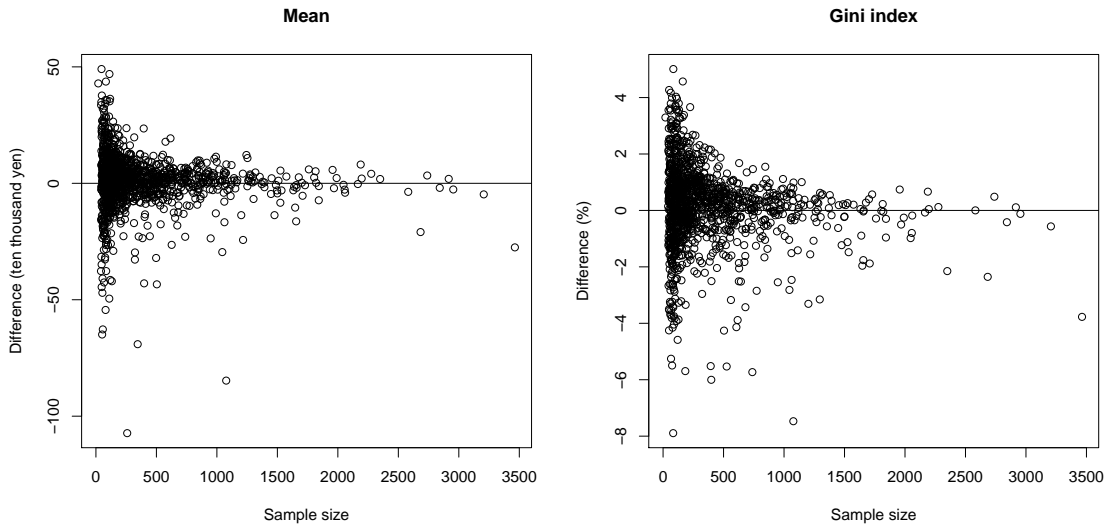 Mean
Difference (ten thousand yen)
50
0
−50
−100
0 500 1000 1500 2000 2500 3000 3500
Sample size
Gini index
Difference (%)
4
2
0
−2
−4
−6
−8
0 500 1000 1500 2000 2500 3000 3500
Sample size